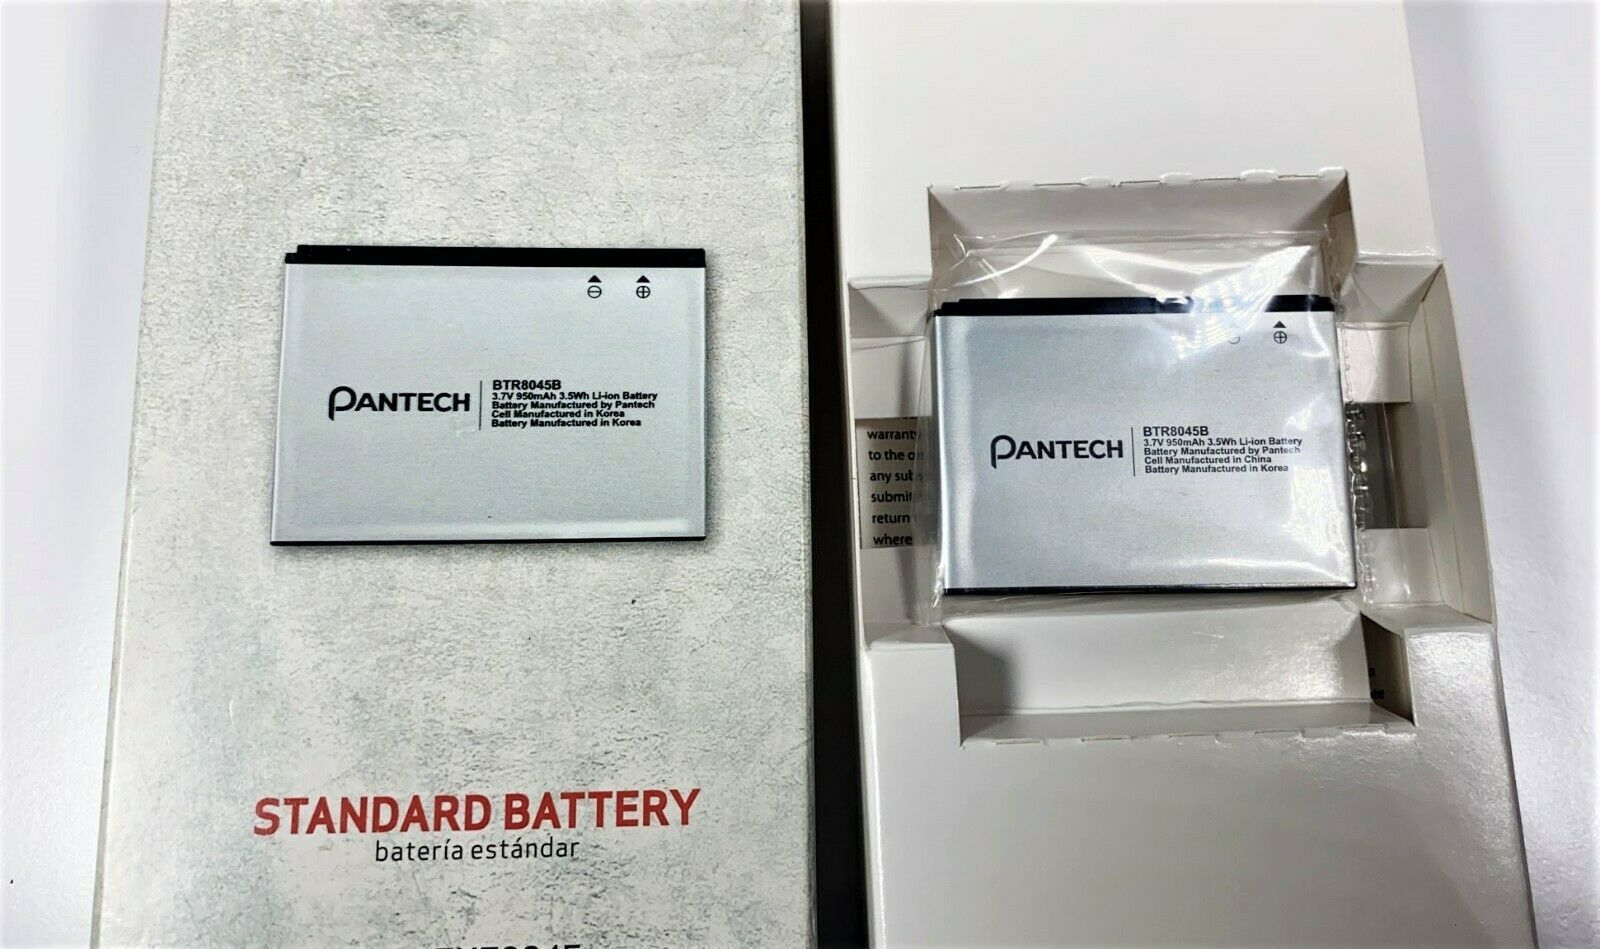 PANTECH
BTR8045B
3.7V 950mAh 3.5Wh Li-ion Battery
Battery Manufactured by Pantech
Cell Manufactured in Korea
Battery Manufactured in Korea
STANDARD BATTERY
batería estándar
warranty
to the
any
return
where
PANTECH
BTR8045B
3.7V 950mAh 3.5Wh Li-ion Battery
Battery Manufactured by Pantech
Cell Manufactured in China
Battery Manufactured in Korea